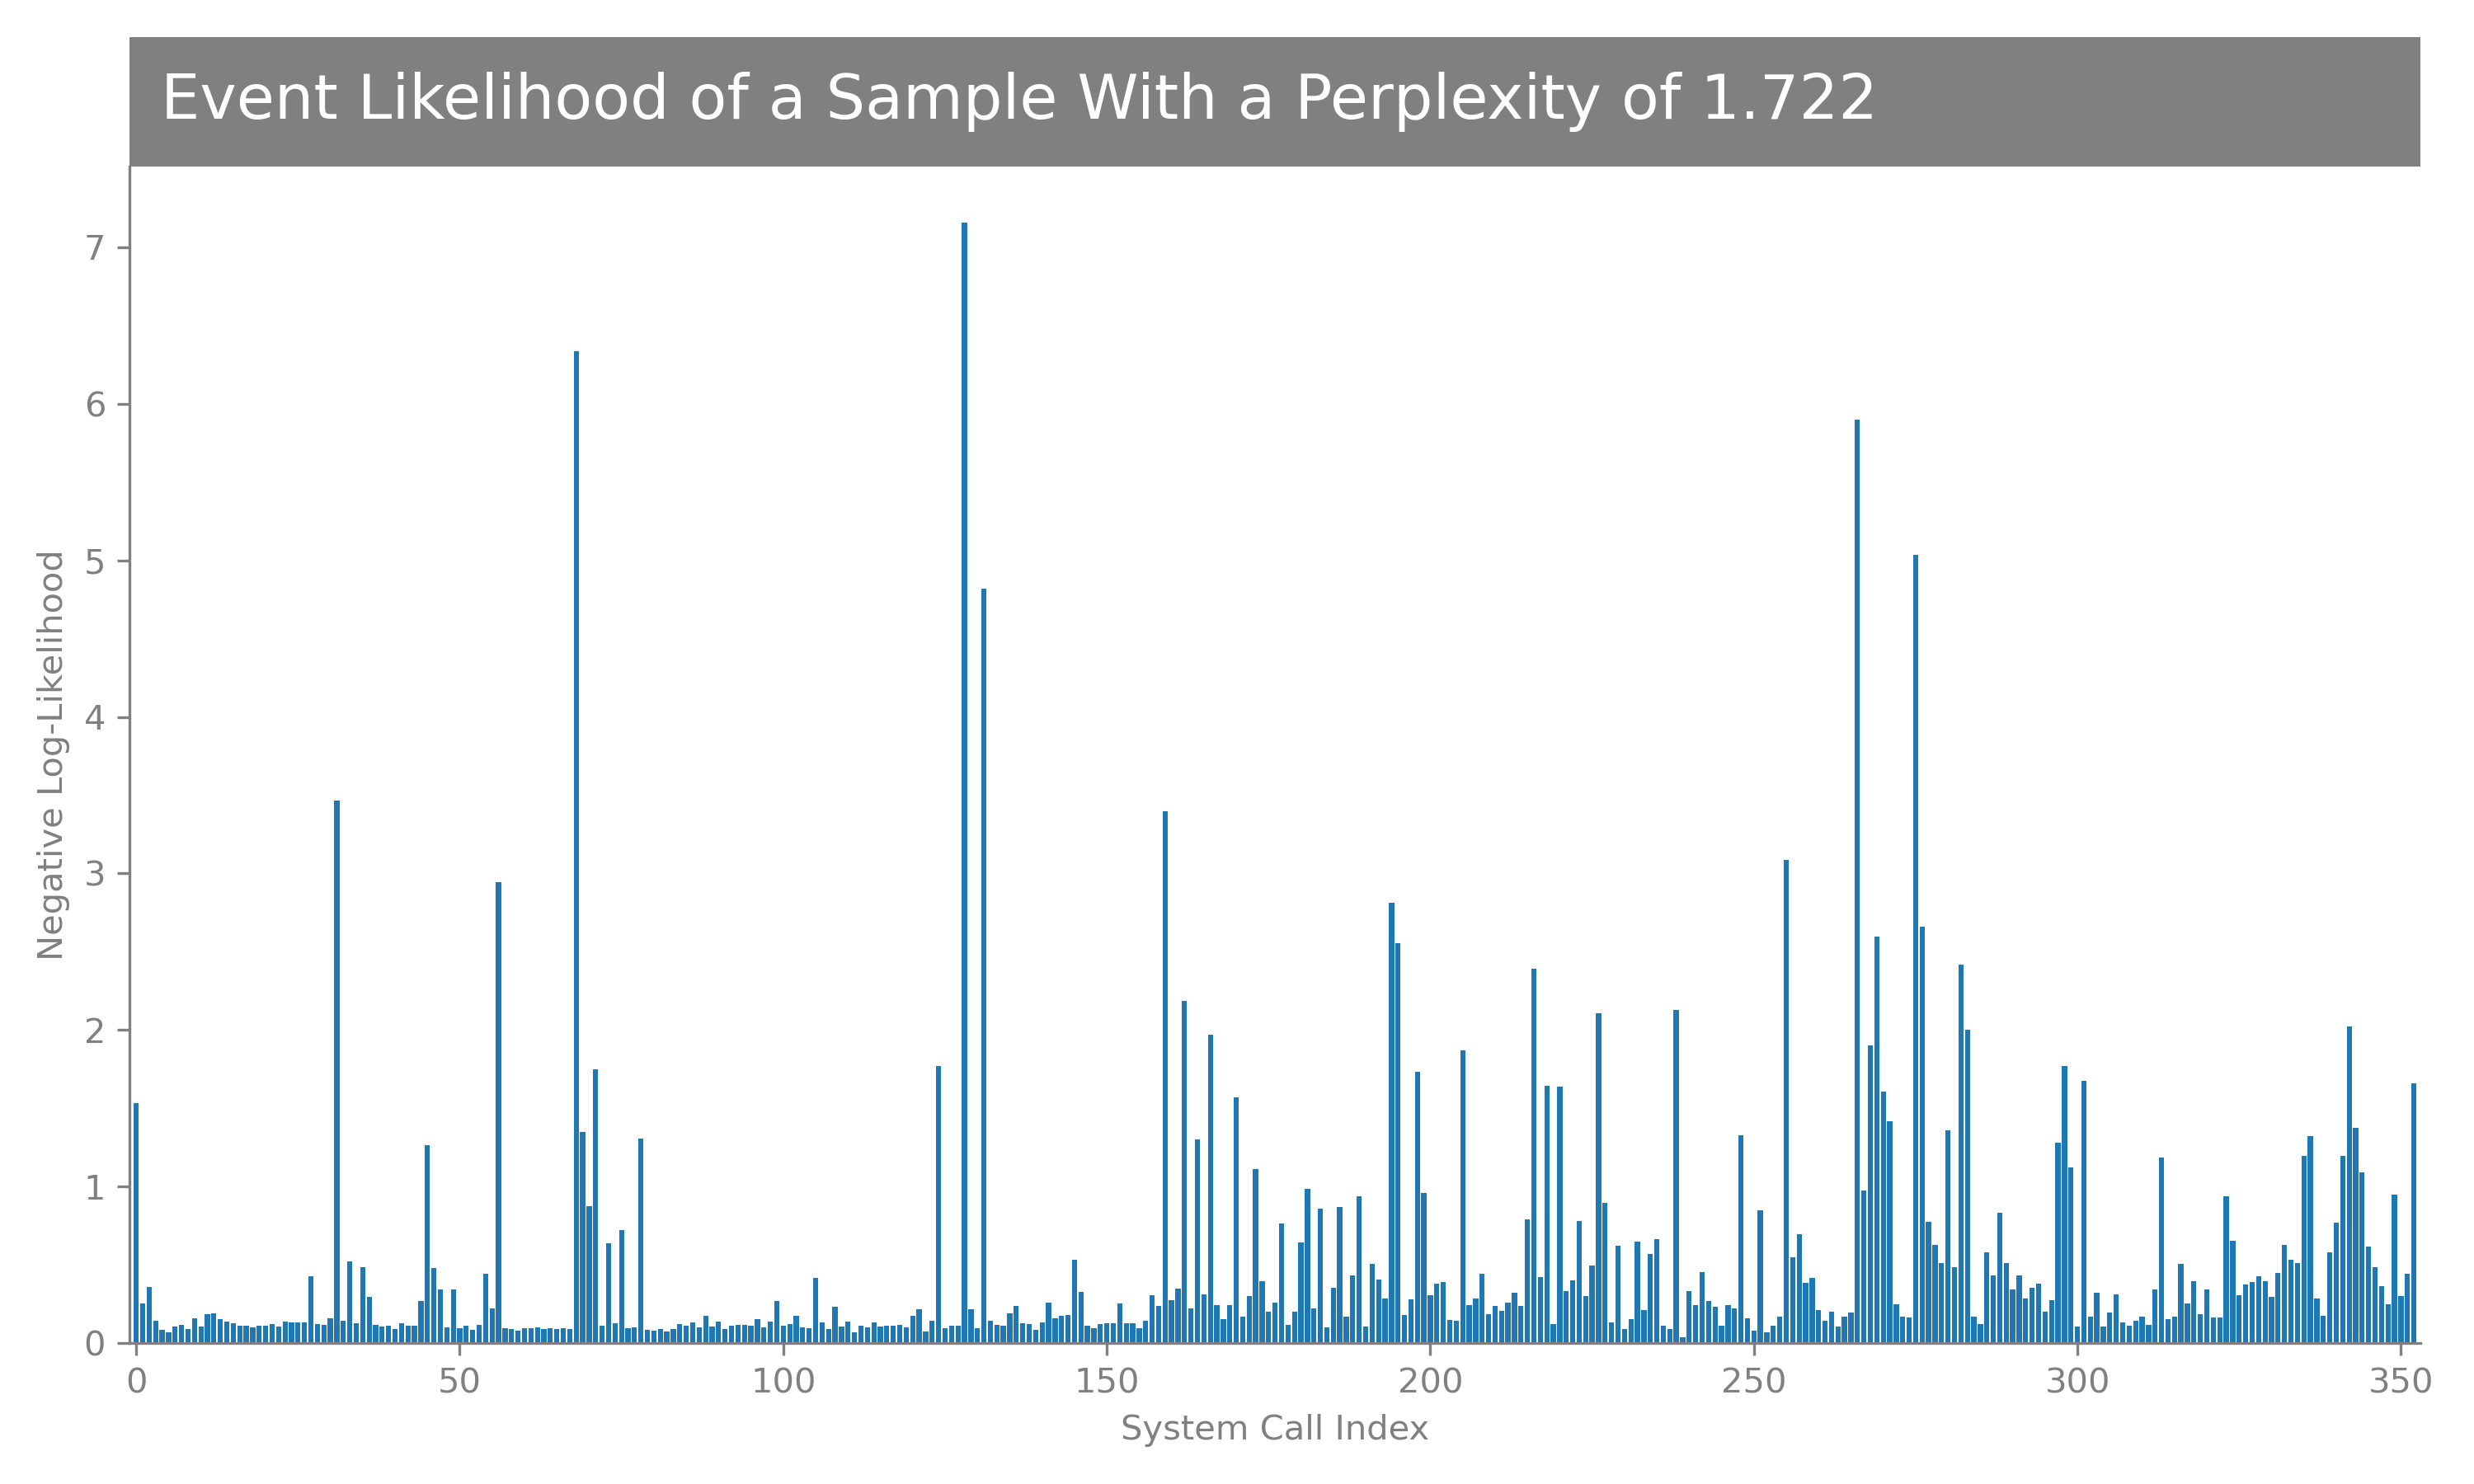 Event Likelihood of a Sample With a Perplexity of 1.722
Negative Log-Likelihood
7
6
5
4
3
2
1
0
0 50 100 150 200 250 300 350
System Call Index